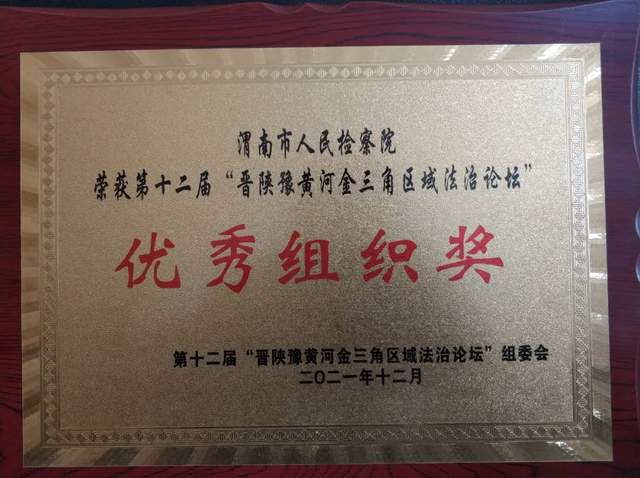 渭南市人民检察院
荣获第十二届“晋陕豫黄河金三角区域法治论坛”
优秀组织奖
第十二届“晋陕豫黄河金三角区域法治论坛”组委会
二〇二一年十二月